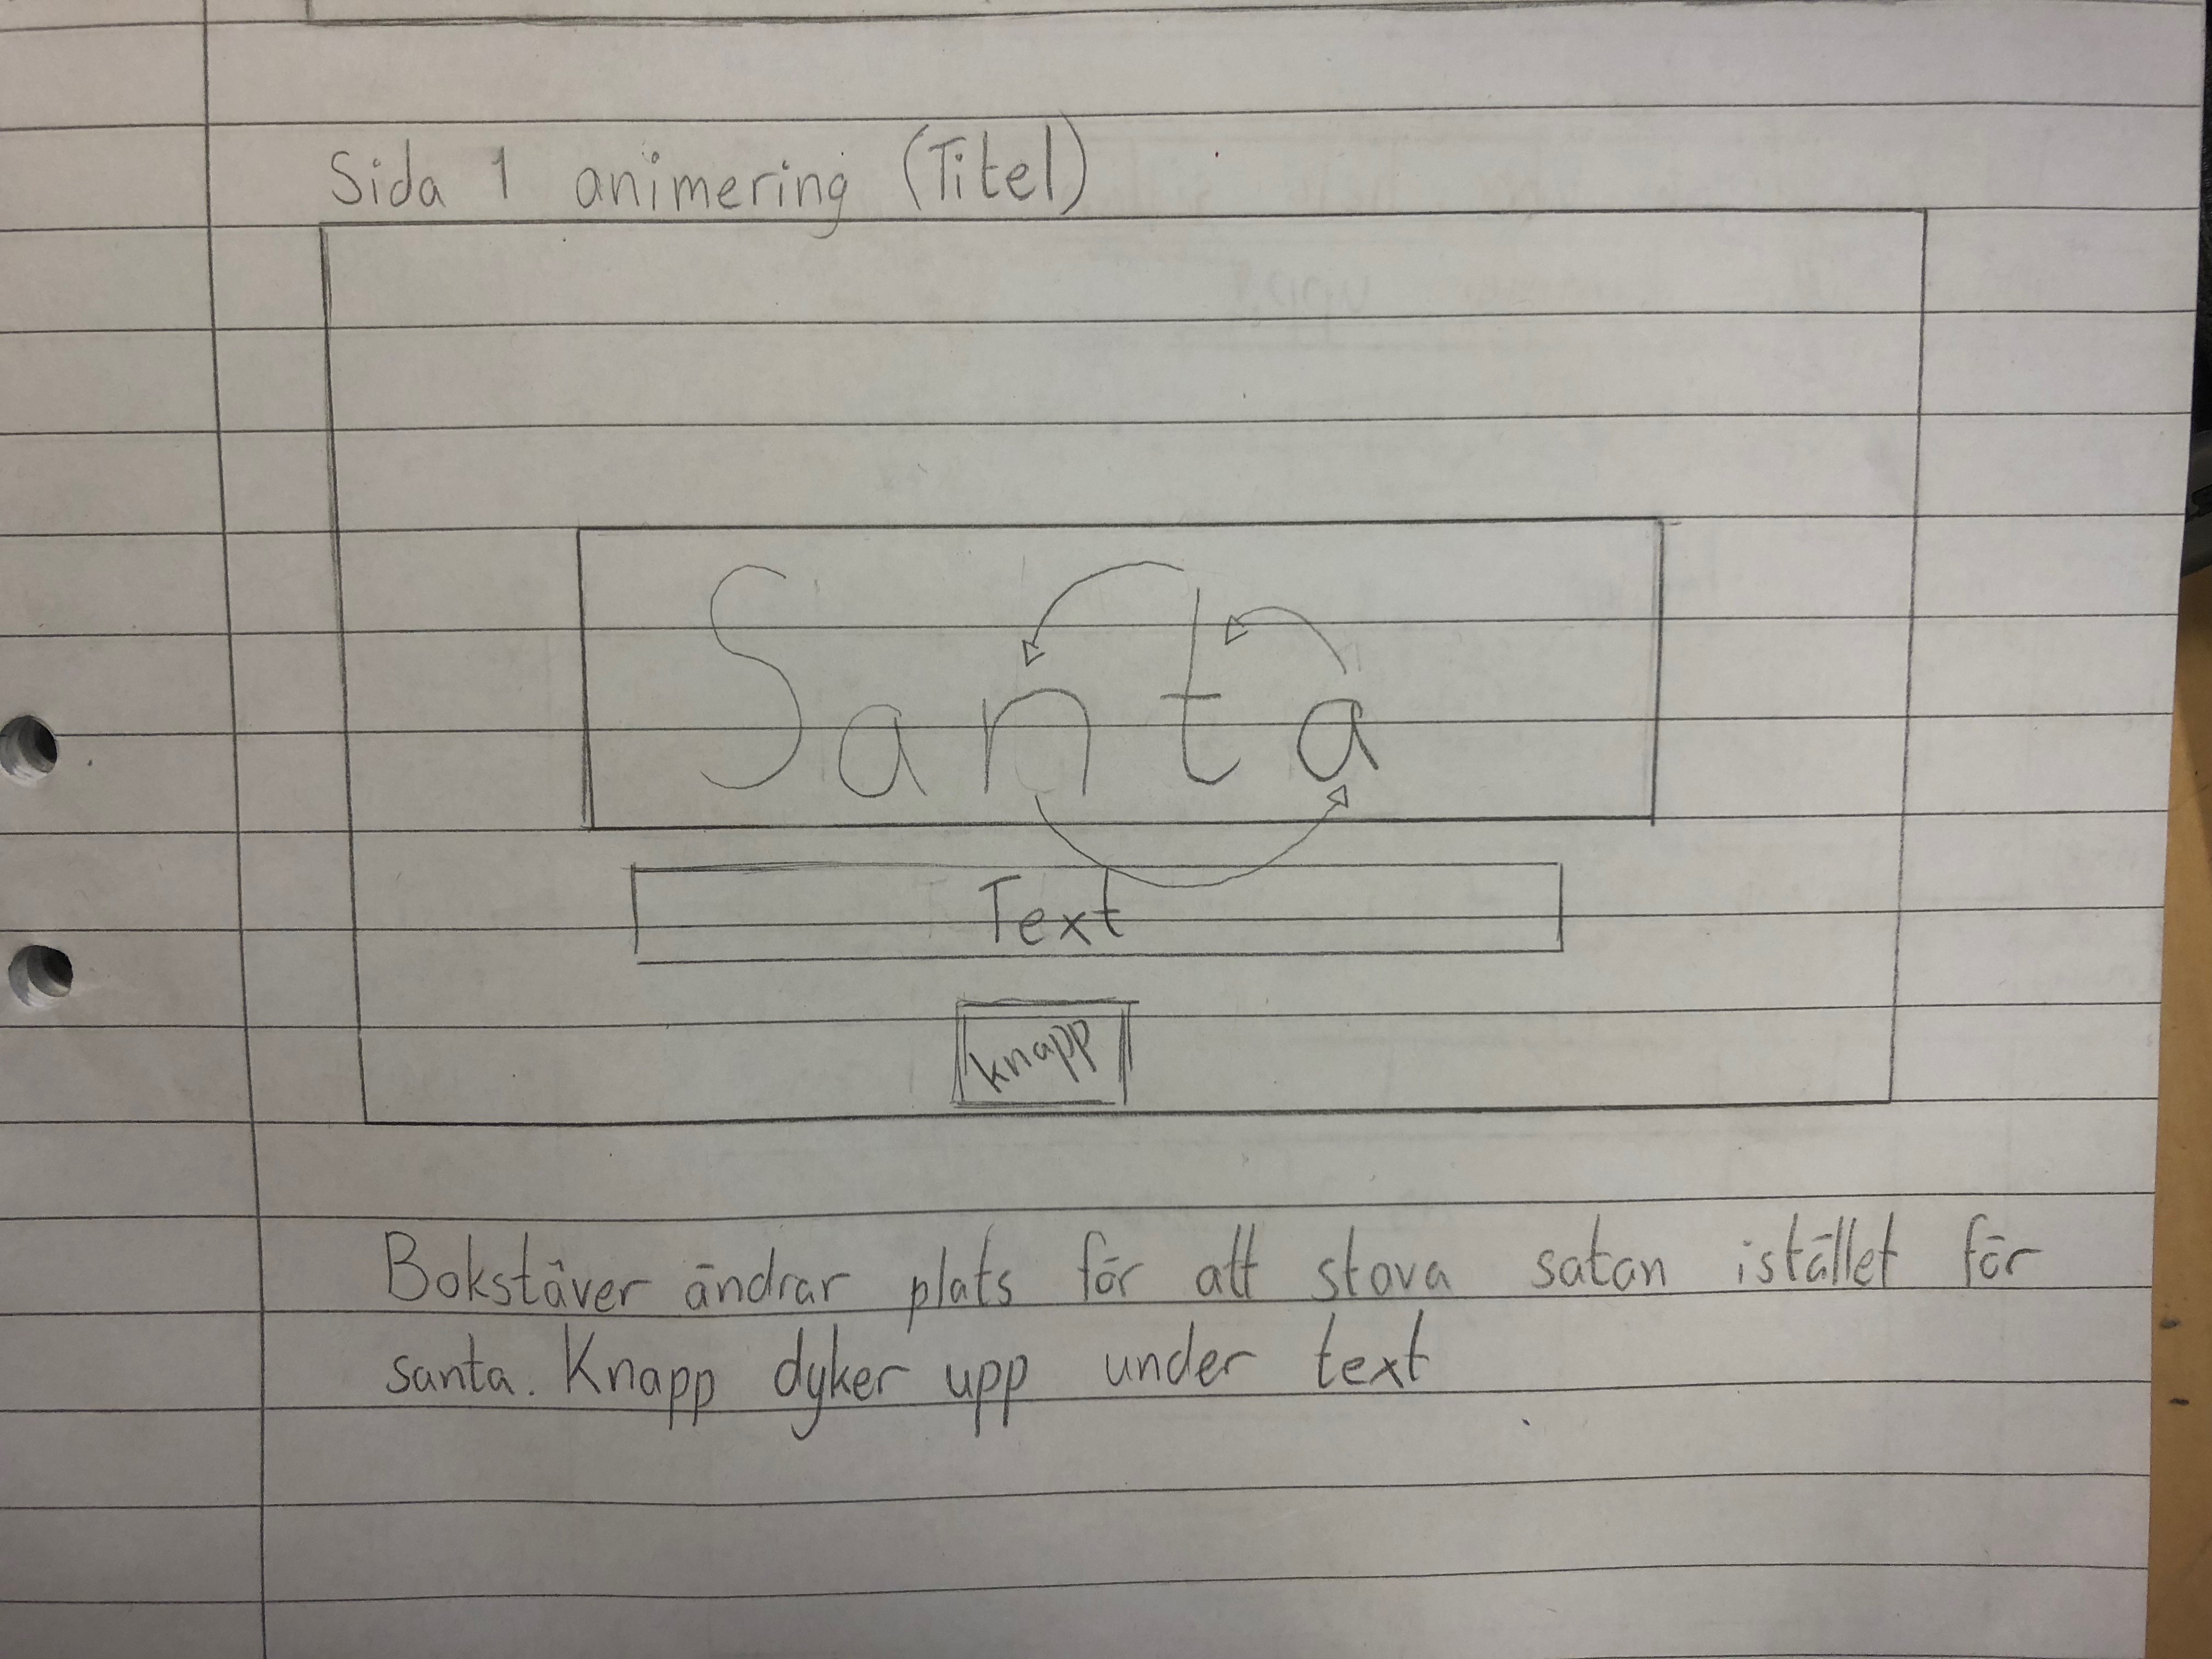 Sida 1 animering (Titel)
Santa
Text
knapp
Bokstäver ändrar plats för att stava satan istället för
santa. Knapp dyker upp under text